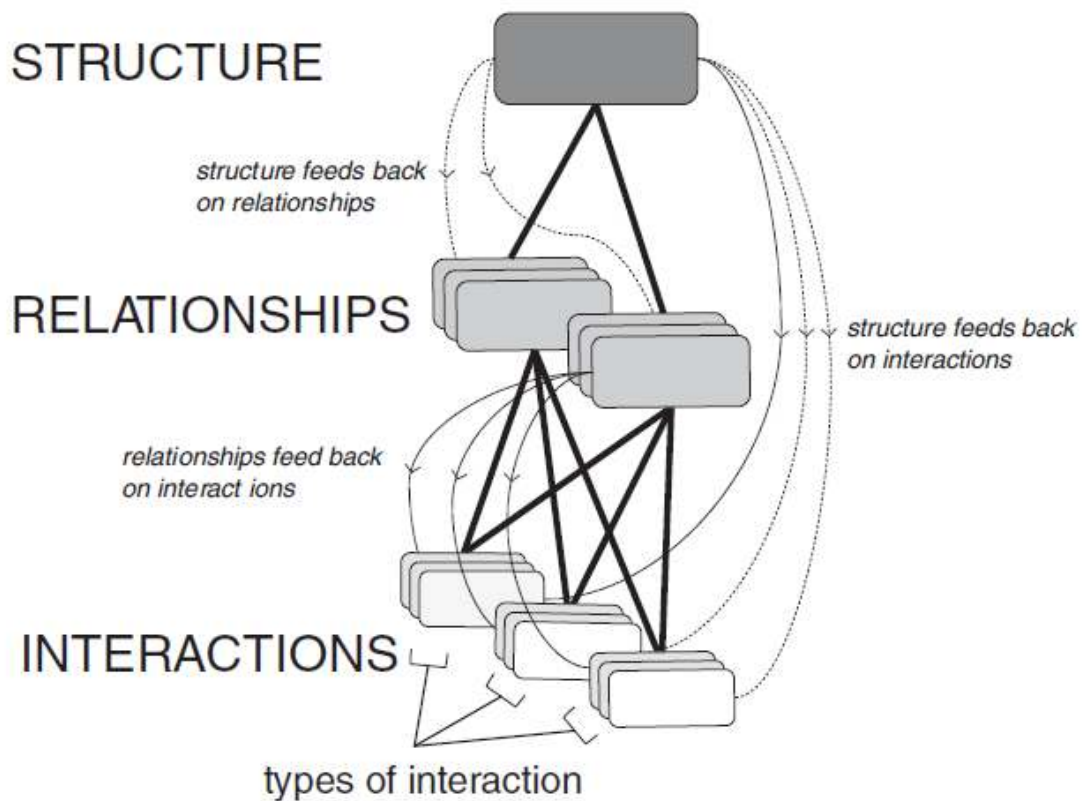 STRUCTURE
structure feeds back
on relationships
RELATIONSHIPS
structure feeds back
on interactions
relationships feed back
on interact ions
INTERACTIONS
types of interaction